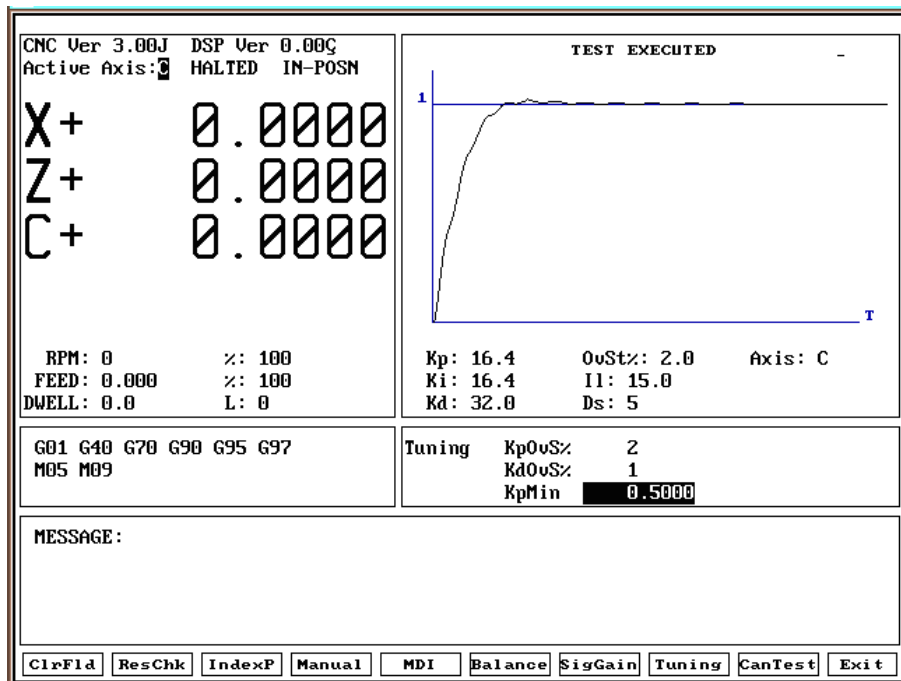 CNC Ver 3.00J DSP Ver 0.00Ç
Active Axis:C HALTED IN-POSN
X+ 0.0000
Z+ 0.0000
C+ 0.0000
RPM: 0 %: 100
FEED: 0.000 %: 100
DWELL: 0.0 L: 0
TEST EXECUTED
1
T
Kp: 16.4 OvSt%: 2.0 Axis: C
Ki: 16.4 Il: 15.0
Kd: 32.0 Ds: 5
G01 G40 G70 G90 G95 G97
M05 M09
Tuning KpOvS% 2
KdOvS% 1
KpMin 0.5000
MESSAGE:
ClrFld ResChk IndexP Manual MDI Balance SigGain Tuning CanTest Exit